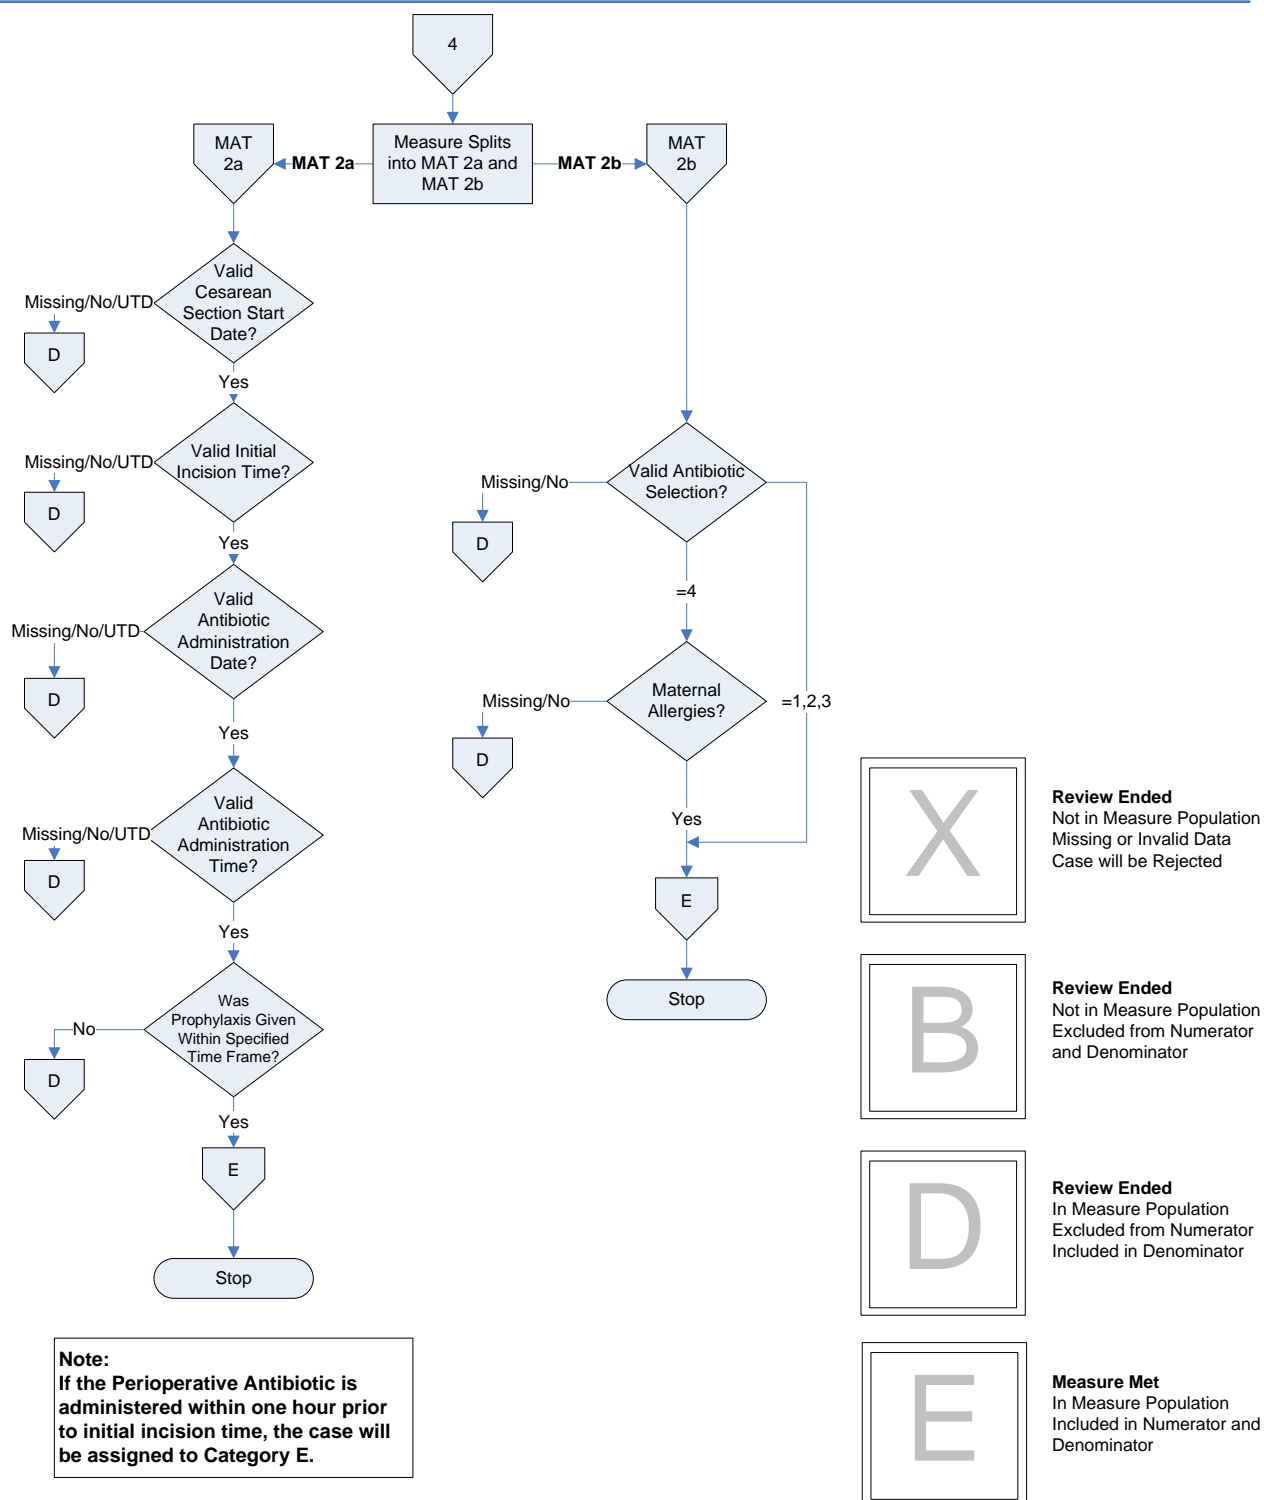 4
MAT
2a
MAT 2a
Measure Splits
into MAT 2a and
MAT 2b
MAT 2b
MAT
2b
Valid
Cesarean
Section Start
Date?
Missing/No/UTD
D
Yes
Valid Initial
Incision Time?
Missing/No/UTD
D
Yes
Valid
Antibiotic
Administration
Date?
Missing/No/UTD
D
Yes
Valid
Antibiotic
Administration
Time?
Missing/No/UTD
D
Yes
Was
Prophylaxis Given
Within Specified
Time Frame?
No
D
Yes
E
Stop
Valid Antibiotic
Selection?
Missing/No
D
=4
=1,2,3
Maternal
Allergies?
Missing/No
D
Yes
E
Stop
X
Review Ended
Not in Measure Population
Missing or Invalid Data
Case will be Rejected
B
Review Ended
Not in Measure Population
Excluded from Numerator
and Denominator
D
Review Ended
In Measure Population
Excluded from Numerator
Included in Denominator
E
Measure Met
In Measure Population
Included in Numerator and
Denominator
Note:
If the Perioperative Antibiotic is
administered within one hour prior
to initial incision time, the case will
be assigned to Category E.